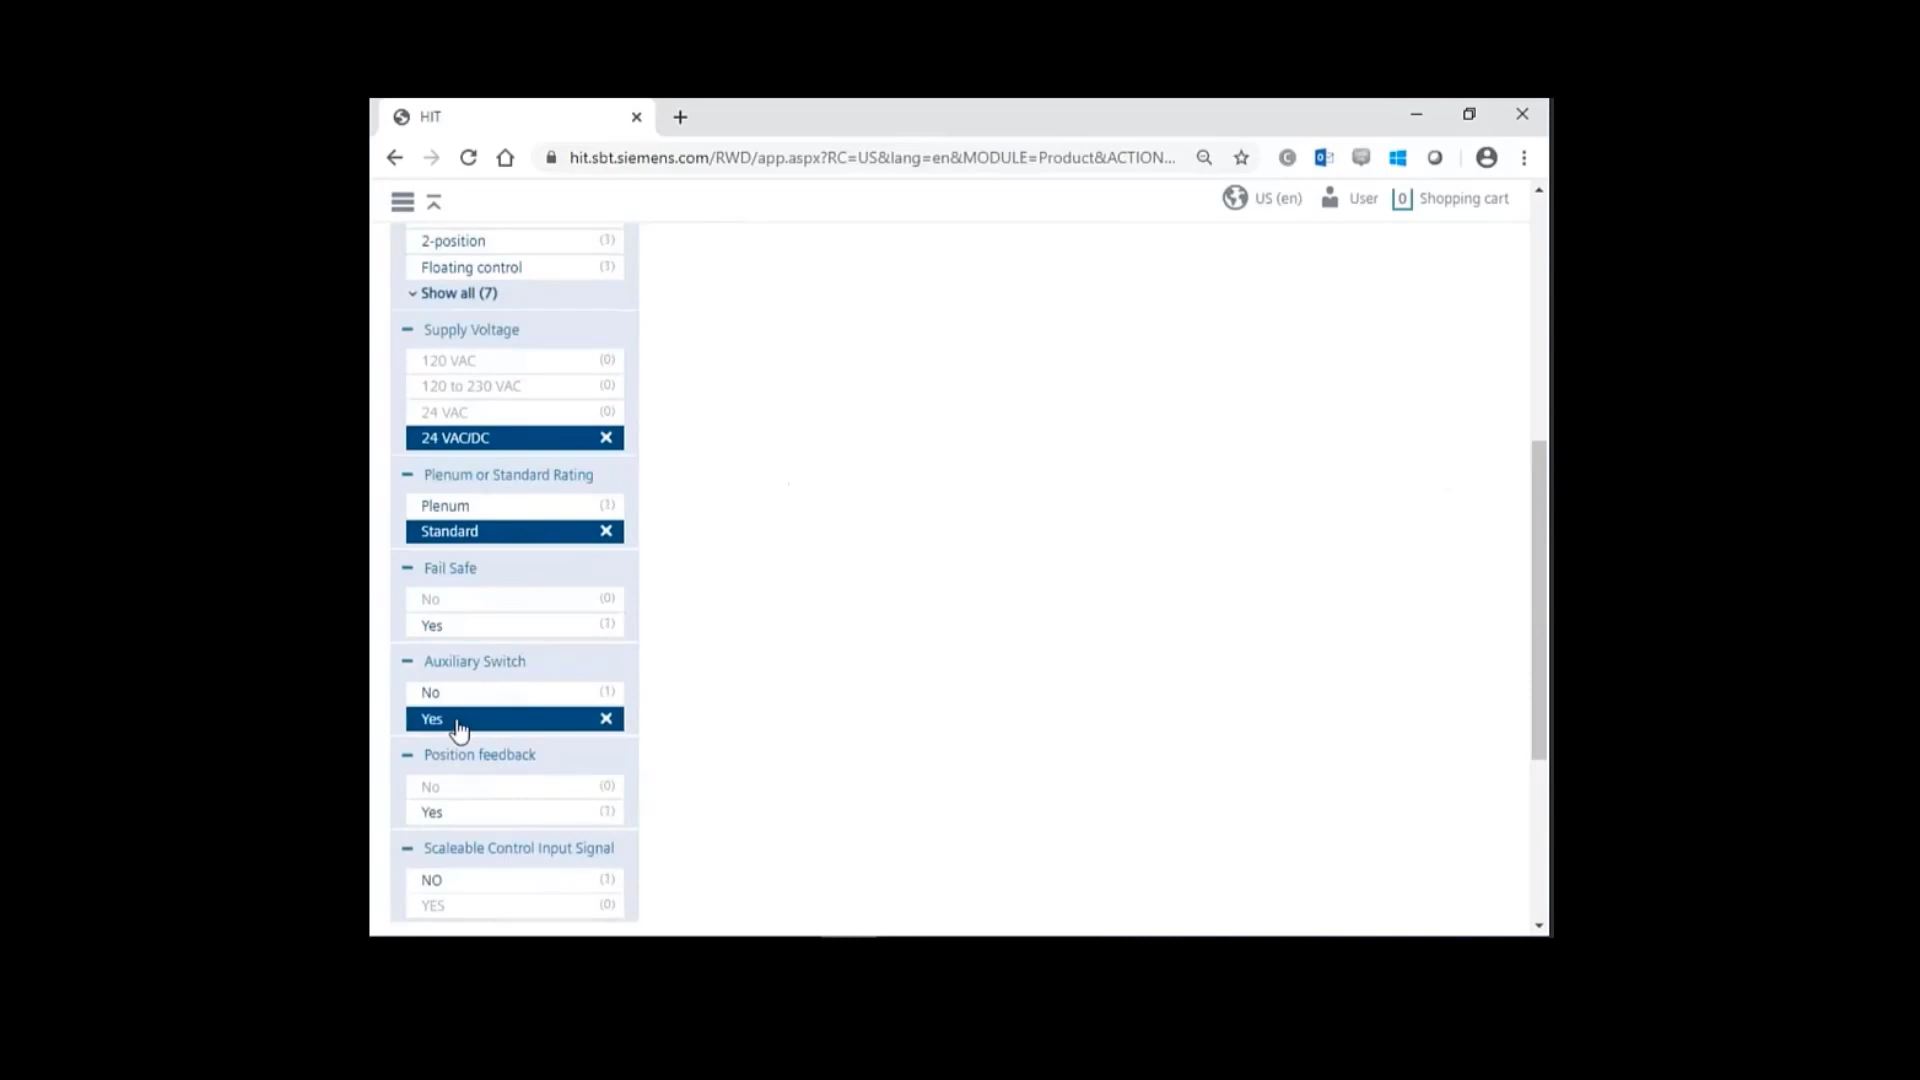 HIT
hit.sbt.siemens.com/RWD/app.aspx?RC=US&lang=en&MODULE=Product&ACTION...
US (en) User 0 Shopping cart
2-position (1)
Floating control (1)
Show all (7)
Supply Voltage
120 VAC (0)
120 to 230 VAC (0)
24 VAC (0)
24 VAC/DC
Plenum or Standard Rating
Plenum (1)
Standard
Fail Safe
No (0)
Yes (1)
Auxiliary Switch
No (1)
Yes
Position feedback
No (0)
Yes (1)
Scaleable Control Input Signal
NO (1)
YES (0)